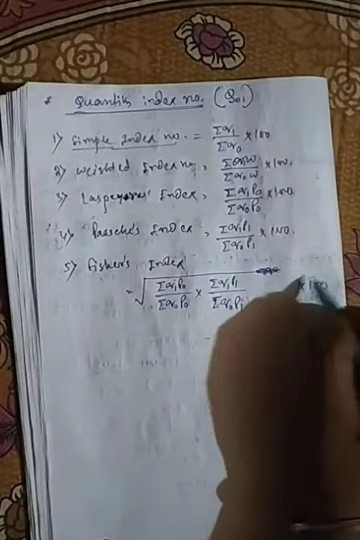 * Quantity index no. (Q01)
1) Simple Index no. = Σq1/Σq0 × 100
2) Weighted Index no, = Σq1w/Σq0w × 100.
3) Laspeyres' Index, = Σq1P0/Σq0P0 × 100
4) Paasche's Index, = Σq1P1/Σq0P1 × 100.
5) Fisher's Index
= √Σq1P0/Σq0P0 × Σq1P1/Σq0P1 × 100